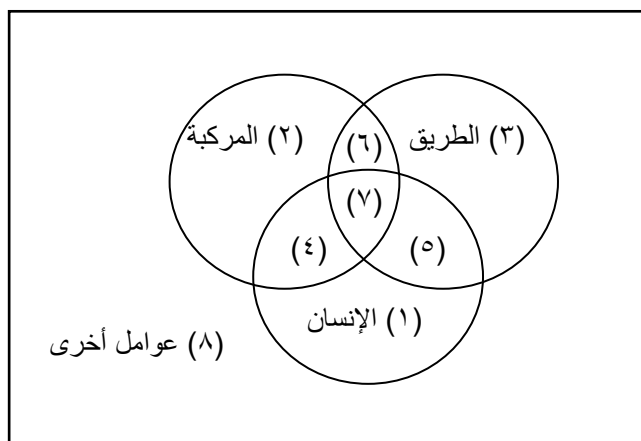 (٣) الطريق
(٦)
(٢) المركبة
(٧)
(٥)
(٤)
(١) الإنسان
(٨) عوامل أخرى